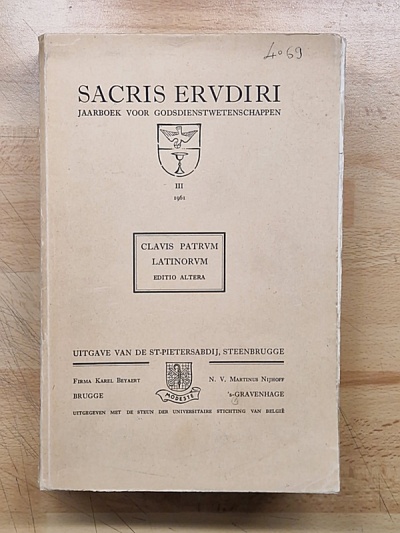 4069
SACRIS ERVDIRI
JAARBOEK VOOR GODSDIENSTWETENSCHAPPEN
III
1961
CLAVIS PATRVM
LATINORVM
EDITIO ALTERA
UITGAVE VAN DE ST-PIETERSABDIJ, STEENBRUGGE
Firma Karel Beyaert
BRUGGE
MODESTE
N. V. Martinus Nijhoff
's-GRAVENHAGE
UITGEGEVEN MET DE STEUN DER UNIVERSITAIRE STICHTING VAN BELGIË